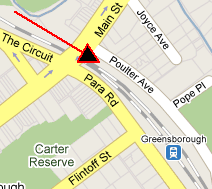 Main St
Joyce Ave
The Circuit
Poulter Ave
Para Rd
Pope Pl
Greensborough
Carter
Reserve
Flintoff St